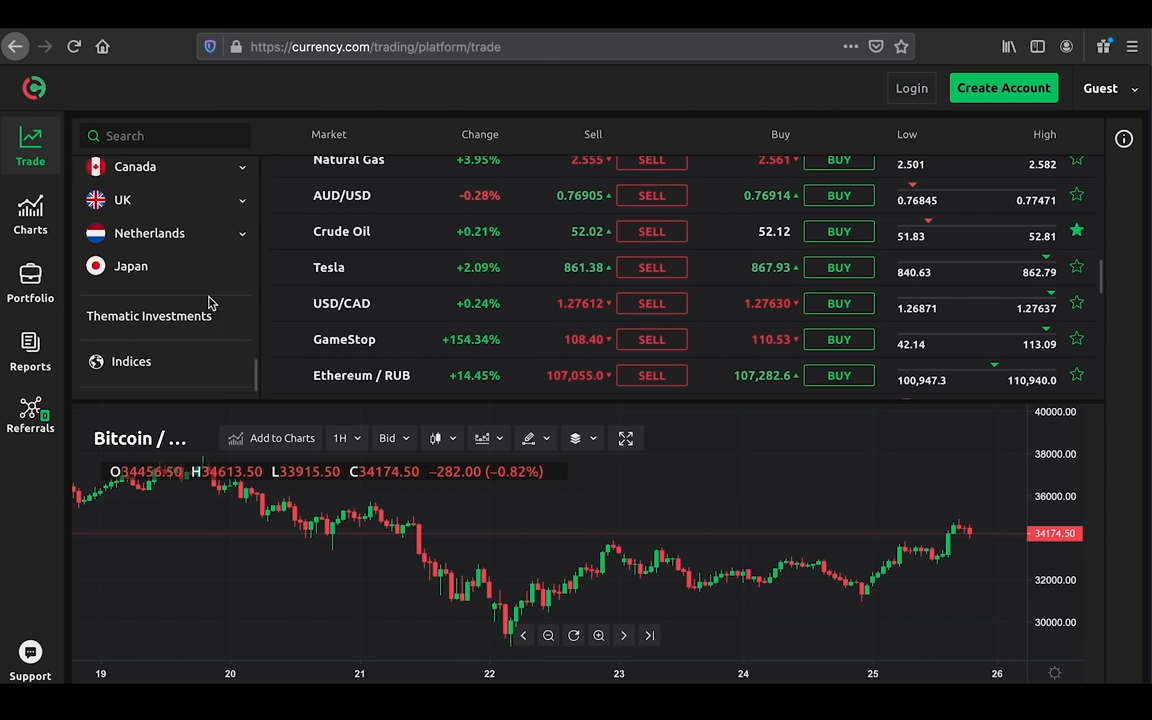 https://currency.com/trading/platform/trade
Login
Create Account
Guest
Trade
Charts
Portfolio
Reports
0
Referrals
Support
Search
Canada
UK
Netherlands
Japan
Thematic Investments
Indices
Market Change Sell Buy Low High
Natural Gas +3.95% 2.555 SELL 2.561 BUY 2.501 2.582
AUD/USD -0.28% 0.76905 SELL 0.76914 BUY 0.76845 0.77471
Crude Oil +0.21% 52.02 SELL 52.12 BUY 51.83 52.81
Tesla +2.09% 861.38 SELL 867.93 BUY 840.63 862.79
USD/CAD +0.24% 1.27612 SELL 1.27630 BUY 1.26871 1.27637
GameStop +154.34% 108.40 SELL 110.53 BUY 42.14 113.09
Ethereum / RUB +14.45% 107,055.0 SELL 107,282.6 BUY 100,947.3 110,940.0
Bitcoin / ... Add to Charts 1H Bid
O34456.50 H34613.50 L33915.50 C34174.50 −282.00 (−0.82%)
40000.00
38000.00
36000.00
34174.50
32000.00
30000.00
19 20 21 22 23 24 25 26